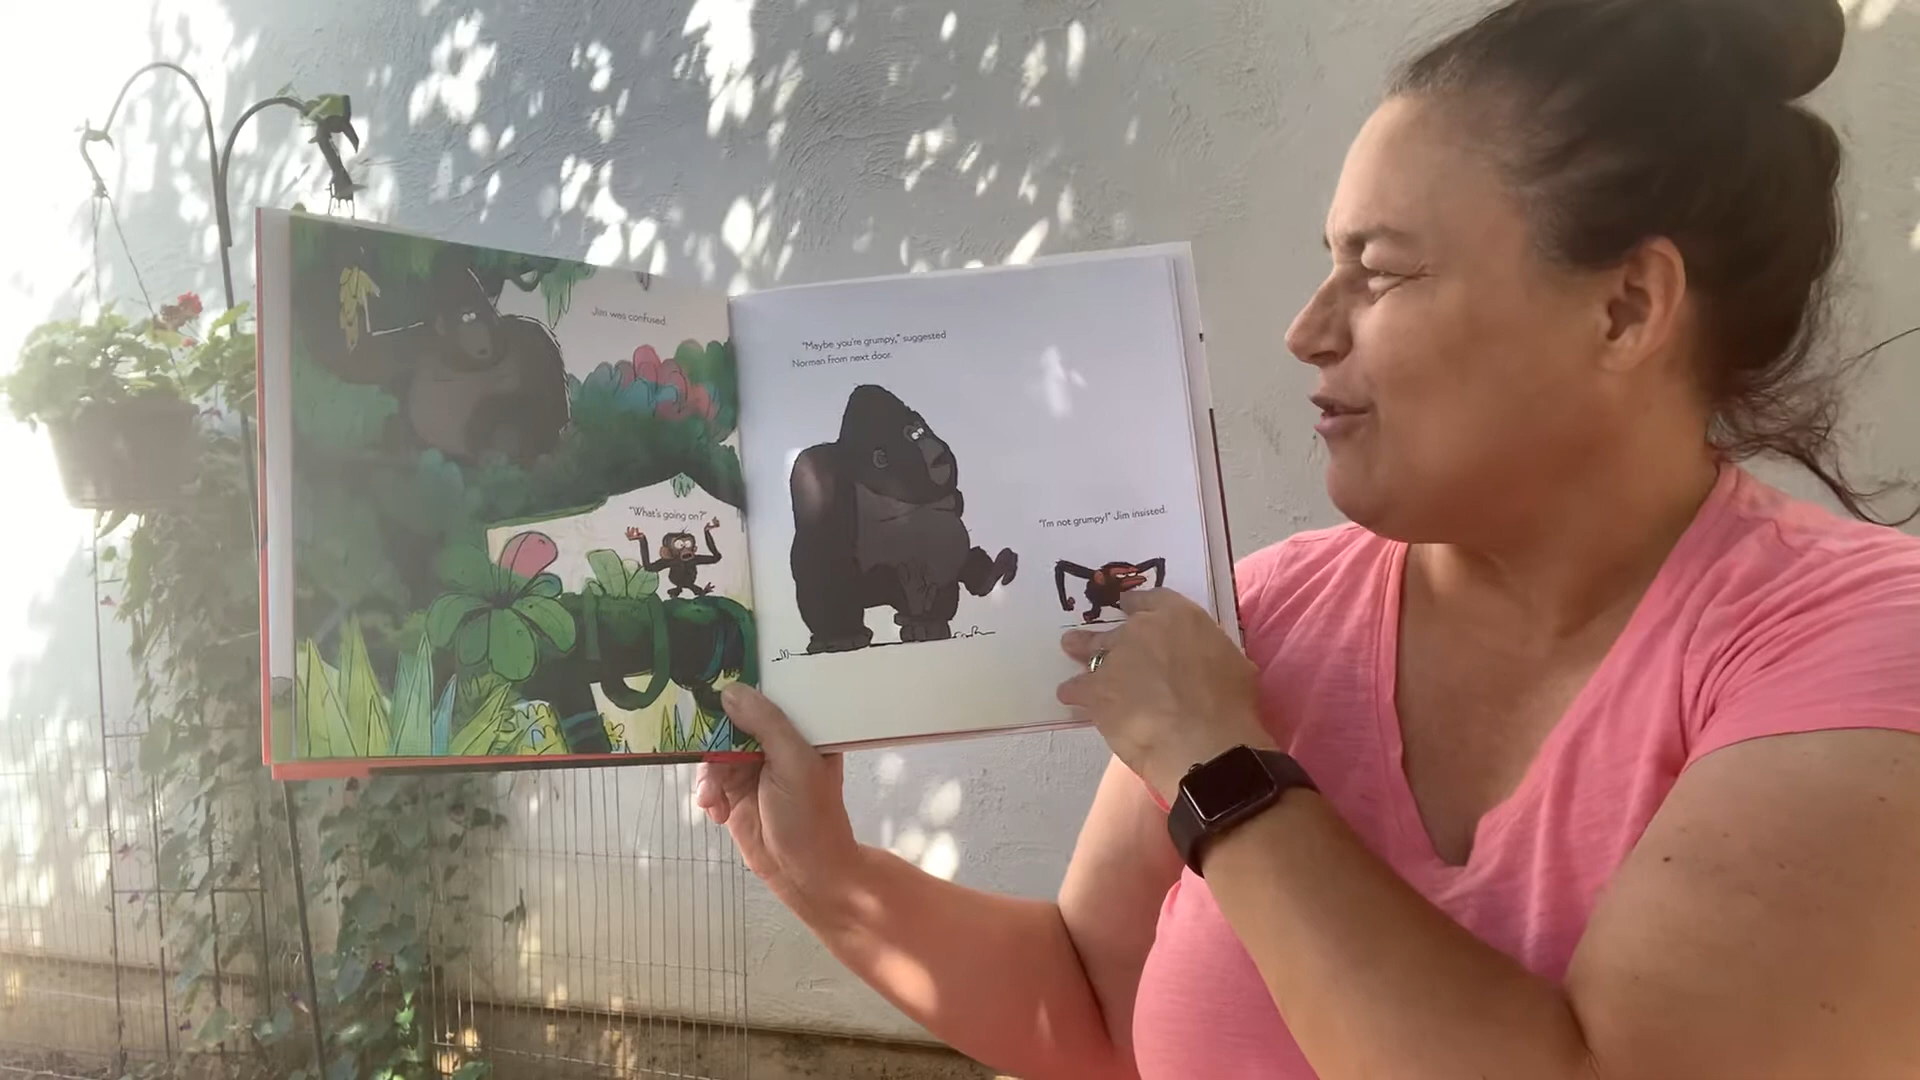 Jim was confused.
"What's going on?"
"Maybe you're grumpy," suggested
Norman from next door.
"I'm not grumpy!" Jim insisted.